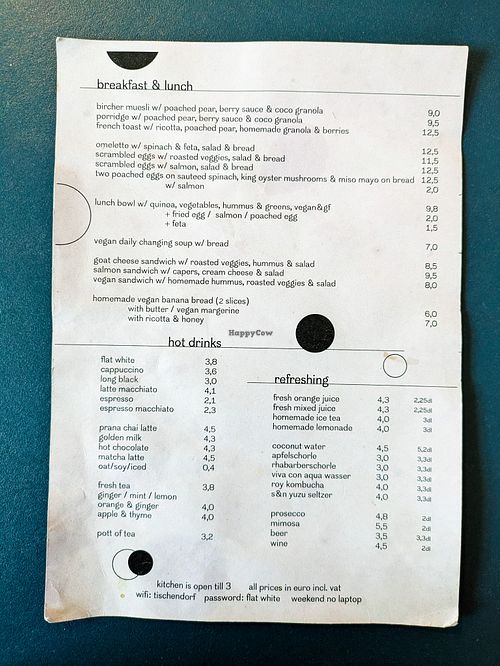 breakfast & lunch
bircher muesli w/ poached pear, berry sauce & coco granola 9,0
porridge w/ poached pear, berry sauce & coco granola 9,5
french toast w/ ricotta, poached pear, homemade granola & berries 12,5
omelette w/ spinach & feta, salad & bread 12,5
scrambled eggs w/ roasted veggies, salad & bread 11,5
scrambled eggs w/ salmon, salad & bread 12,5
two poached eggs on sauteed spinach, king oyster mushrooms & miso mayo on bread 12,5
w/ salmon 2,0
lunch bowl w/ quinoa, vegetables, hummus & greens, vegan&gf 9,8
+ fried egg / salmon / poached egg 2,0
+ feta 1,5
vegan daily changing soup w/ bread 7,0
goat cheese sandwich w/ roasted veggies, hummus & salad 8,5
salmon sandwich w/ capers, cream cheese & salad 9,5
vegan sandwich w/ homemade hummus, roasted veggies & salad 8,0
homemade vegan banana bread (2 slices)
with butter / vegan margerine 6,0
with ricotta & honey 7,0
HappyCow
hot drinks
flat white 3,8
cappuccino 3,6
long black 3,0
latte macchiato 4,1
espresso 2,1
espresso macchiato 2,3
prana chai latte 4,5
golden milk 4,3
hot chocolate 4,3
matcha latte 4,5
oat/soy/iced 0,4
fresh tea 3,8
ginger / mint / lemon
orange & ginger 4,0
apple & thyme 4,0
pott of tea 3,2
refreshing
fresh orange juice 4,3 2,25dl
fresh mixed juice 4,3 2,25dl
homemade ice tea 4,0 3dl
homemade lemonade 4,0 3dl
coconut water 4,5 5,2dl
apfelschorle 3,0 3,3dl
rhabarberschorle 3,0 3,3dl
viva con aqua wasser 3,0 3,3dl
roy kombucha 4,0 3,3dl
s&n yuzu seltzer 4,0 3,3dl
prosecco 4,8 2dl
mimosa 5,5 2dl
beer 3,5 3,3dl
wine 4,5 2dl
kitchen is open till 3 all prices in euro incl. vat
wifi: tischendorf password: flat white weekend no laptop